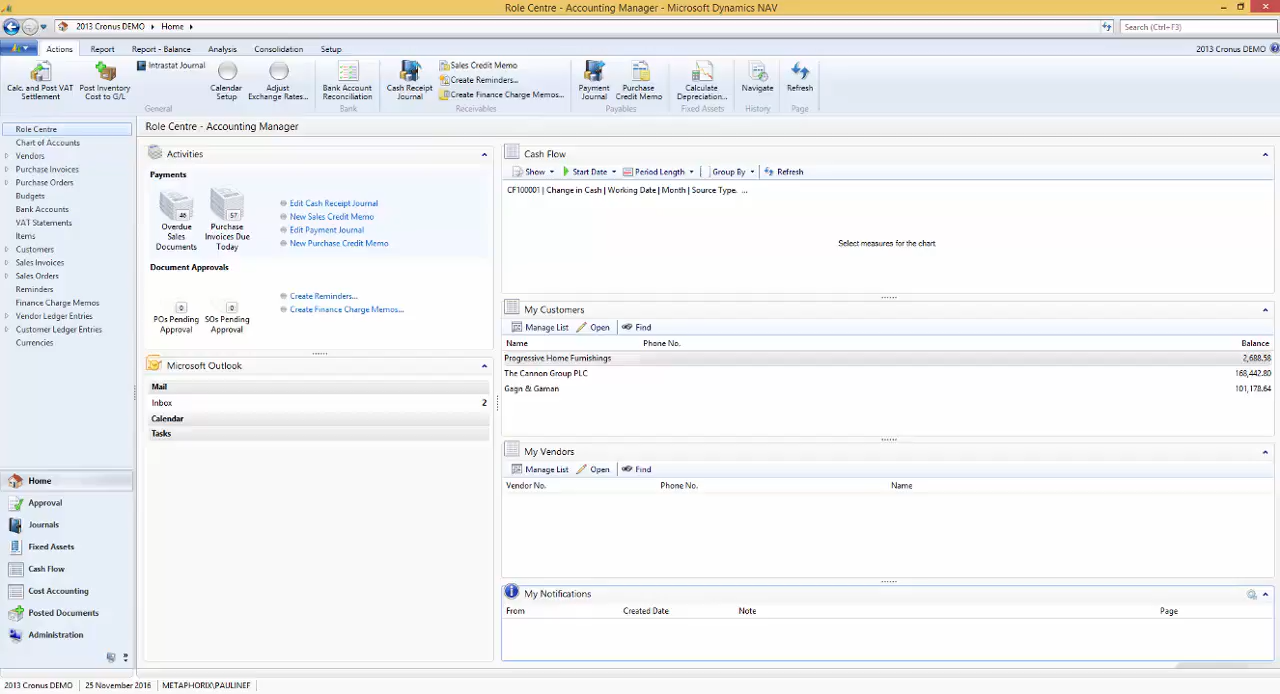 Role Centre - Accounting Manager - Microsoft Dynamics NAV
2013 Cronus DEMO
Home
Search (Ctrl+F3)
Actions
Report
Report - Balance
Analysis
Consolidation
Setup
2013 Cronus DEMO
Calc. and Post VAT Settlement
Post Inventory Cost to G/L
Intrastat Journal
Calendar Setup
Adjust Exchange Rates...
General
Bank Account Reconciliation
Bank
Cash Receipt Journal
Sales Credit Memo
Create Reminders...
Create Finance Charge Memos...
Receivables
Payment Journal
Purchase Credit Memo
Payables
Calculate Depreciation...
Fixed Assets
Navigate
History
Refresh
Page
Role Centre
Chart of Accounts
Vendors
Purchase Invoices
Purchase Orders
Budgets
Bank Accounts
VAT Statements
Items
Customers
Sales Invoices
Sales Orders
Reminders
Finance Charge Memos
Vendor Ledger Entries
Customer Ledger Entries
Currencies
Home
Approval
Journals
Fixed Assets
Cash Flow
Cost Accounting
Posted Documents
Administration
Role Centre - Accounting Manager
Activities
Payments
46
Overdue Sales Documents
57
Purchase Invoices Due Today
Edit Cash Receipt Journal
New Sales Credit Memo
Edit Payment Journal
New Purchase Credit Memo
Document Approvals
0
POs Pending Approval
0
SOs Pending Approval
Create Reminders...
Create Finance Charge Memos...
Microsoft Outlook
Mail
Inbox 2
Calendar
Tasks
Cash Flow
Show
Start Date
Period Length
Group By
Refresh
CF100001 | Change in Cash | Working Date | Month | Source Type. ...
Select measures for the chart
My Customers
Manage List
Open
Find
Name Phone No. Balance
Progressive Home Furnishings 2,688.58
The Cannon Group PLC 168,442.80
Gagn & Gaman 101,178.64
My Vendors
Manage List
Open
Find
Vendor No. Phone No. Name
My Notifications
From Created Date Note Page
2013 Cronus DEMO
25 November 2016
METAPHORIX\PAULINEF